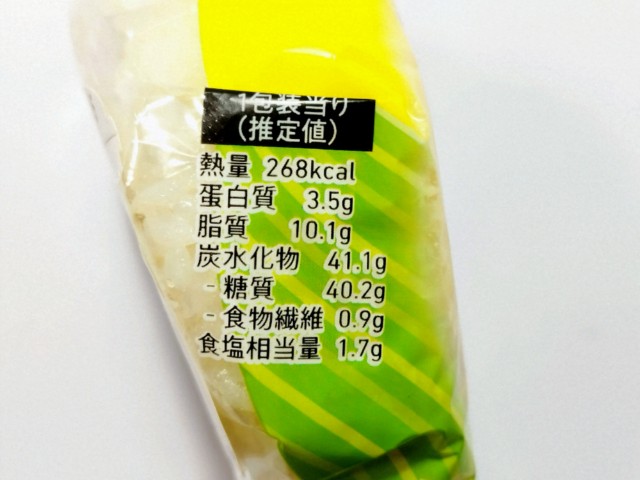 1包装当り
(推定値)
熱量 268kcal
蛋白質 3.5g
脂質 10.1g
炭水化物 41.1g
-糖質 40.2g
-食物繊維 0.9g
食塩相当量 1.7g